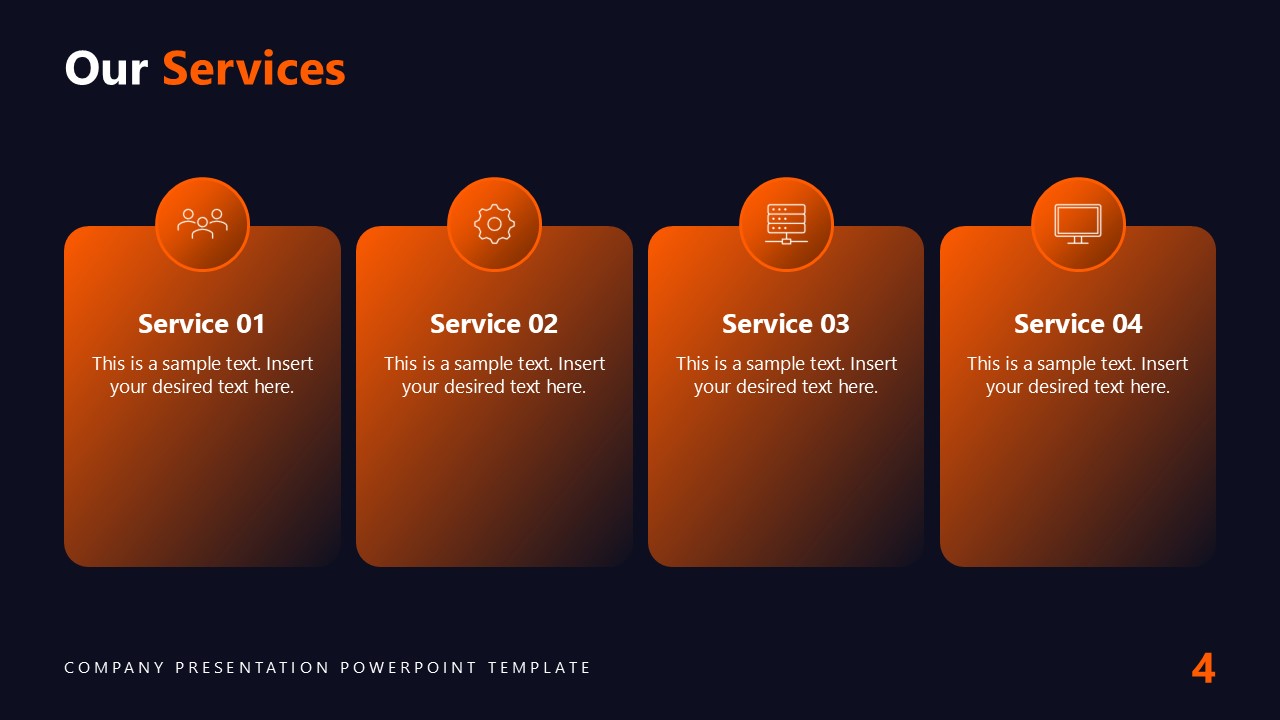 Our Services
Service 01
This is a sample text. Insert
your desired text here.
Service 02
This is a sample text. Insert
your desired text here.
Service 03
This is a sample text. Insert
your desired text here.
Service 04
This is a sample text. Insert
your desired text here.
COMPANY PRESENTATION POWERPOINT TEMPLATE
4